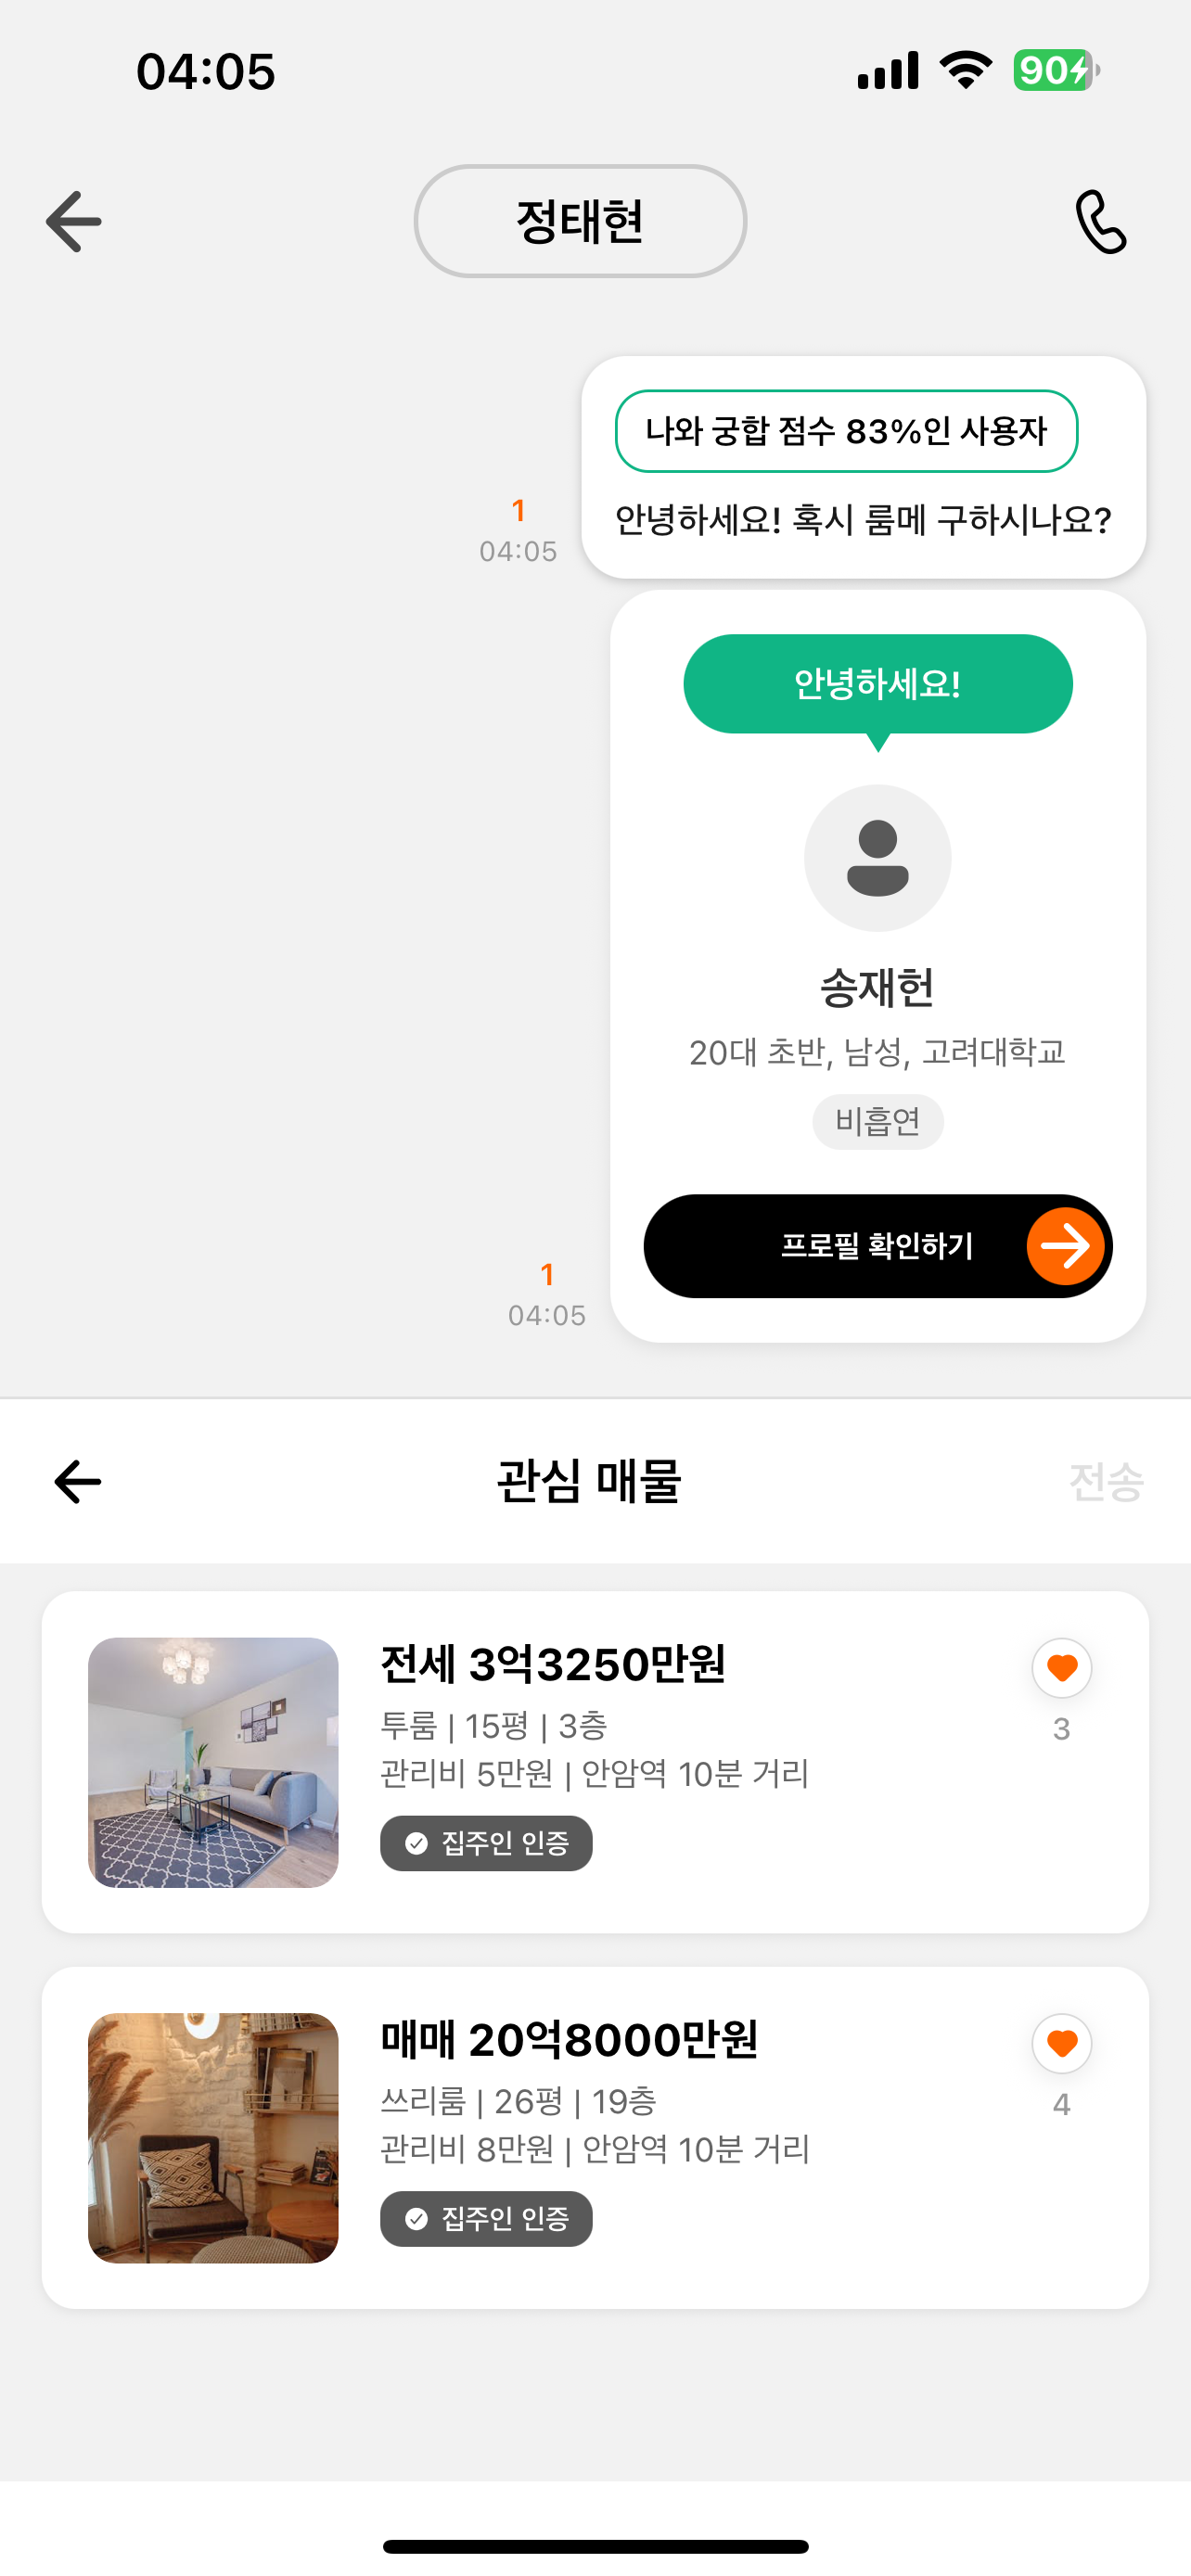 04:05
90
정태현
나와 궁합 점수 83%인 사용자
안녕하세요! 혹시 룸메 구하시나요?
1
04:05
안녕하세요!
송재헌
20대 초반, 남성, 고려대학교
비흡연
프로필 확인하기
1
04:05
관심 매물
전송
전세 3억3250만원
투룸 | 15평 | 3층
관리비 5만원 | 안암역 10분 거리
집주인 인증
3
매매 20억8000만원
쓰리룸 | 26평 | 19층
관리비 8만원 | 안암역 10분 거리
집주인 인증
4